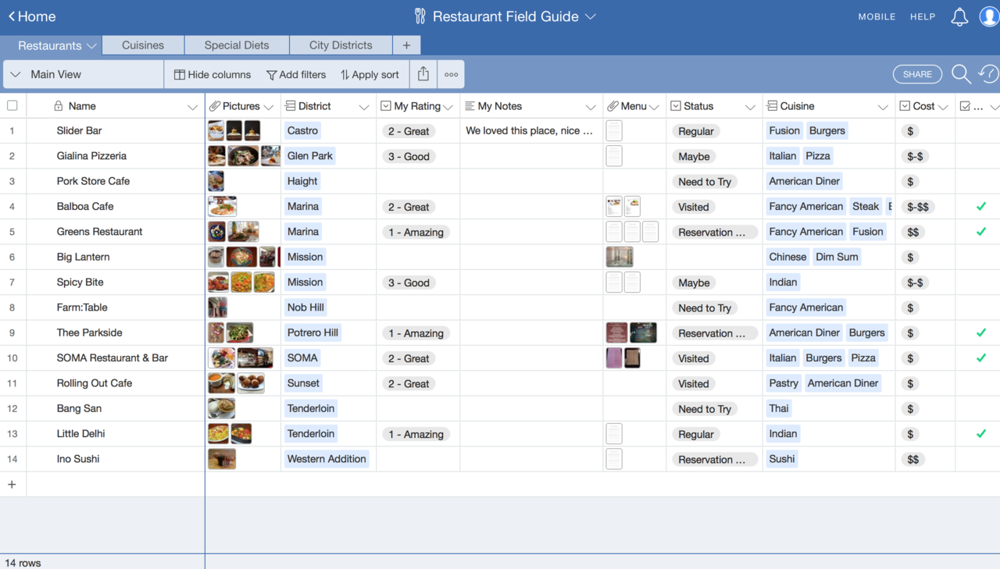 Home Restaurant Field Guide MOBILE HELP
Restaurants Cuisines Special Diets City Districts +
Main View Hide columns Add filters Apply sort SHARE
Name Pictures District My Rating My Notes Menu Status Cuisine Cost ...
1 Slider Bar Castro 2 - Great We loved this place, nice ... Regular Fusion Burgers $
2 Gialina Pizzeria Glen Park 3 - Good Maybe Italian Pizza $-$
3 Pork Store Cafe Haight Need to Try American Diner $
4 Balboa Cafe Marina 2 - Great Visited Fancy American Steak $-$$
5 Greens Restaurant Marina 1 - Amazing Reservation ... Fancy American Fusion $$
6 Big Lantern Mission Chinese Dim Sum $
7 Spicy Bite Mission 3 - Good Maybe Indian $-$
8 Farm:Table Nob Hill Need to Try Fancy American $
9 Thee Parkside Potrero Hill 1 - Amazing Reservation ... American Diner Burgers $
10 SOMA Restaurant & Bar SOMA 2 - Great Visited Italian Burgers Pizza $
11 Rolling Out Cafe Sunset 2 - Great Visited Pastry American Diner $
12 Bang San Tenderloin Need to Try Thai $
13 Little Delhi Tenderloin 1 - Amazing Regular Indian $
14 Ino Sushi Western Addition Reservation ... Sushi $$
+
14 rows